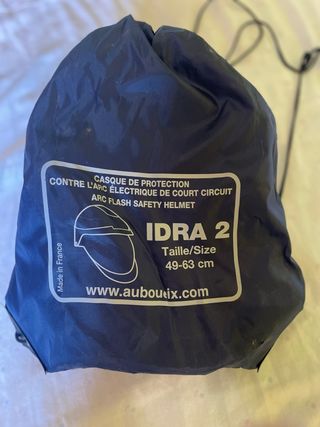 CASQUE DE PROTECTION
CONTRE L'ARC ÉLECTRIQUE DE COURT CIRCUIT
ARC FLASH SAFETY HELMET
IDRA 2
Taille/Size
49-63 cm
Made in France
www.auboueix.com